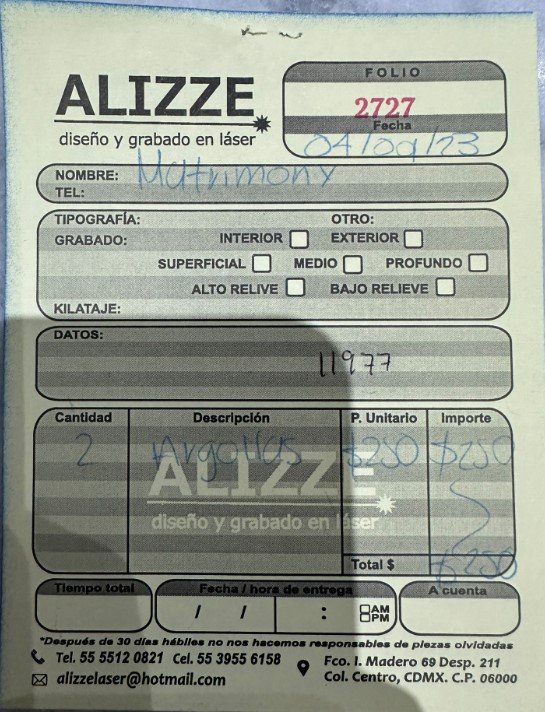 ALIZZE
diseño y grabado en láser
FOLIO
2727
Fecha
04/09/23
NOMBRE: Matrimony
TEL:
TIPOGRAFÍA: OTRO:
GRABADO: INTERIOR EXTERIOR
SUPERFICIAL MEDIO PROFUNDO
ALTO RELIVE BAJO RELIEVE
KILATAJE:
DATOS:
11977
Cantidad Descripción P. Unitario Importe
2 Argollas $250 $250
ALIZZE
diseño y grabado en láser
Total $ $250
Tiempo total Fecha / hora de entrega A cuenta
/ / : AM
PM
*Después de 30 días hábiles no nos hacemos responsables de piezas olvidadas
Tel. 55 5512 0821 Cel. 55 3955 6158
alizzelaser@hotmail.com
Fco. I. Madero 69 Desp. 211
Col. Centro, CDMX. C.P. 06000